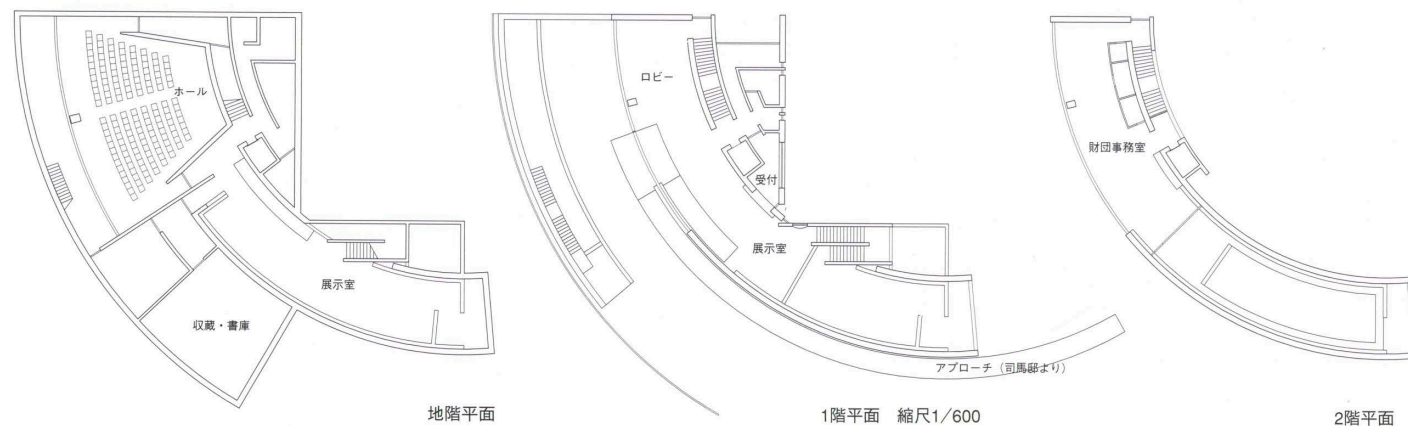 ホール
展示室
収蔵・書庫
地階平面
ロビー
受付
展示室
アプローチ（司馬邸より）
1階平面　縮尺1/600
財団事務室
2階平面